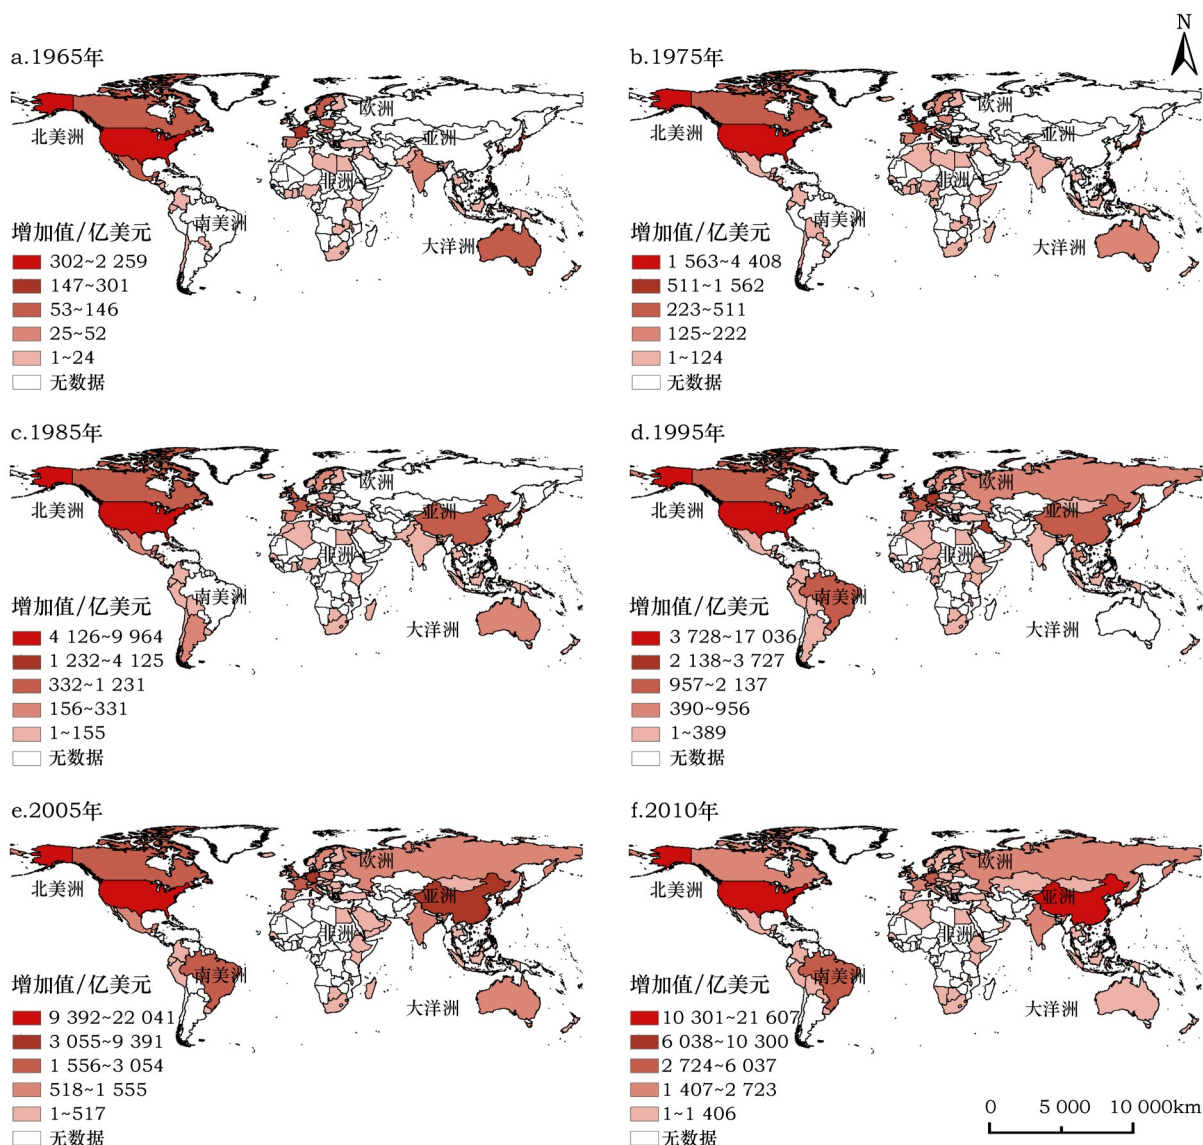 N
a.1965年
北美洲
欧洲
亚洲
非洲
南美洲
大洋洲
增加值/亿美元
302~2 259
147~301
53~146
25~52
1~24
无数据
b.1975年
北美洲
欧洲
亚洲
非洲
南美洲
大洋洲
增加值/亿美元
1 563~4 408
511~1 562
223~511
125~222
1~124
无数据
c.1985年
北美洲
欧洲
亚洲
非洲
南美洲
大洋洲
增加值/亿美元
4 126~9 964
1 232~4 125
332~1 231
156~331
1~155
无数据
d.1995年
北美洲
欧洲
亚洲
非洲
南美洲
大洋洲
增加值/亿美元
3 728~17 036
2 138~3 727
957~2 137
390~956
1~389
无数据
e.2005年
北美洲
欧洲
亚洲
非洲
南美洲
大洋洲
增加值/亿美元
9 392~22 041
3 055~9 391
1 556~3 054
518~1 555
1~517
无数据
f.2010年
北美洲
欧洲
亚洲
非洲
南美洲
大洋洲
增加值/亿美元
10 301~21 607
6 038~10 300
2 724~6 037
1 407~2 723
1~1 406
无数据
0 5 000 10 000km